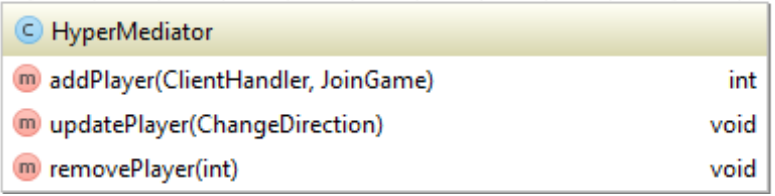 C HyperMediator
m addPlayer(ClientHandler, JoinGame) int
m updatePlayer(ChangeDirection) void
m removePlayer(int) void